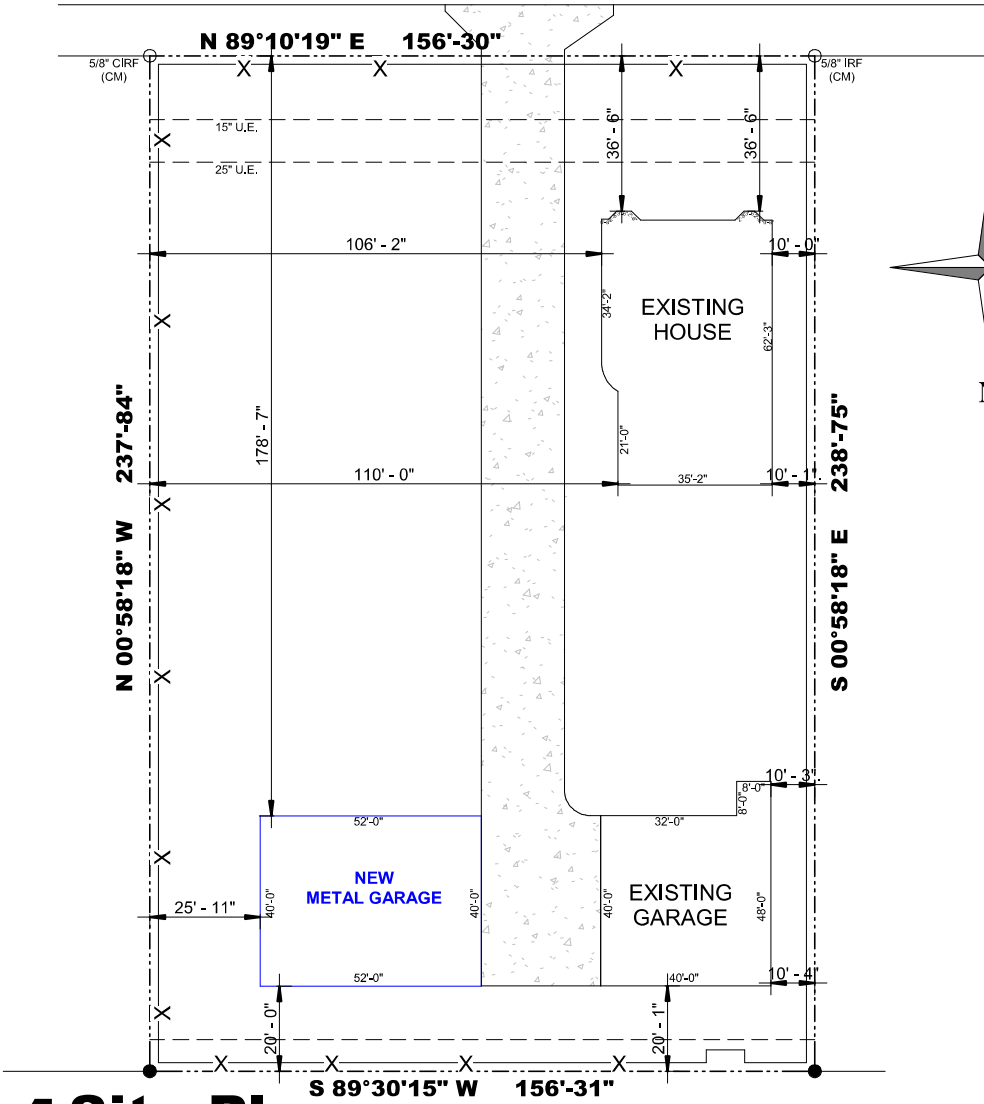 N 89°10'19" E 156'-30"
5/8" CIRF
(CM)
5/8" IRF
(CM)
15" U.E.
25" U.E.
36' - 6"
36' - 6"
106' - 2"
10' - 0"
34'-2"
EXISTING
HOUSE
62'-3"
N 00°58'18" W 237'-84"
178' - 7"
21'-0"
S 00°58'18" E 238'-75"
110' - 0"
35'-2"
10' - 1"
10' - 3"
8'-0"
8'-0"
52'-0"
32'-0"
NEW
METAL GARAGE
40'-0"
40'-0"
40'-0"
EXISTING
GARAGE
48'-0"
25' - 11"
52'-0"
40'-0"
10' - 4"
20' - 0"
20' - 1"
S 89°30'15" W 156'-31"